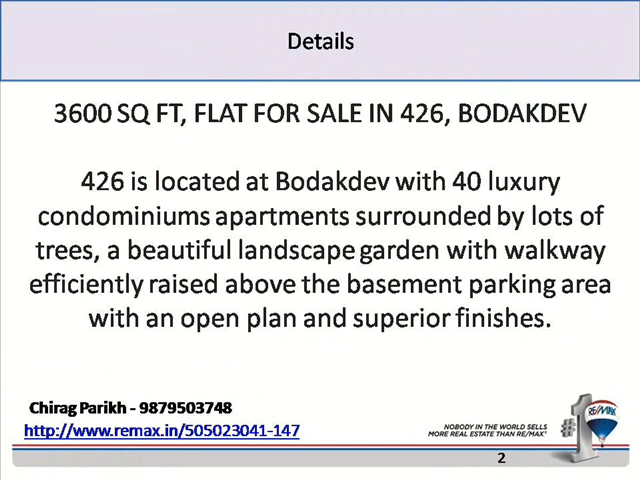 Details
3600 SQ FT, FLAT FOR SALE IN 426, BODAKDEV
426 is located at Bodakdev with 40 luxury
condominiums apartments surrounded by lots of
trees, a beautiful landscape garden with walkway
efficiently raised above the basement parking area
with an open plan and superior finishes.
Chirag Parikh - 9879503748
http://www.remax.in/505023041-147
NOBODY IN THE WORLD SELLS
MORE REAL ESTATE THAN RE/MAX®
#1
RE/MAX
2